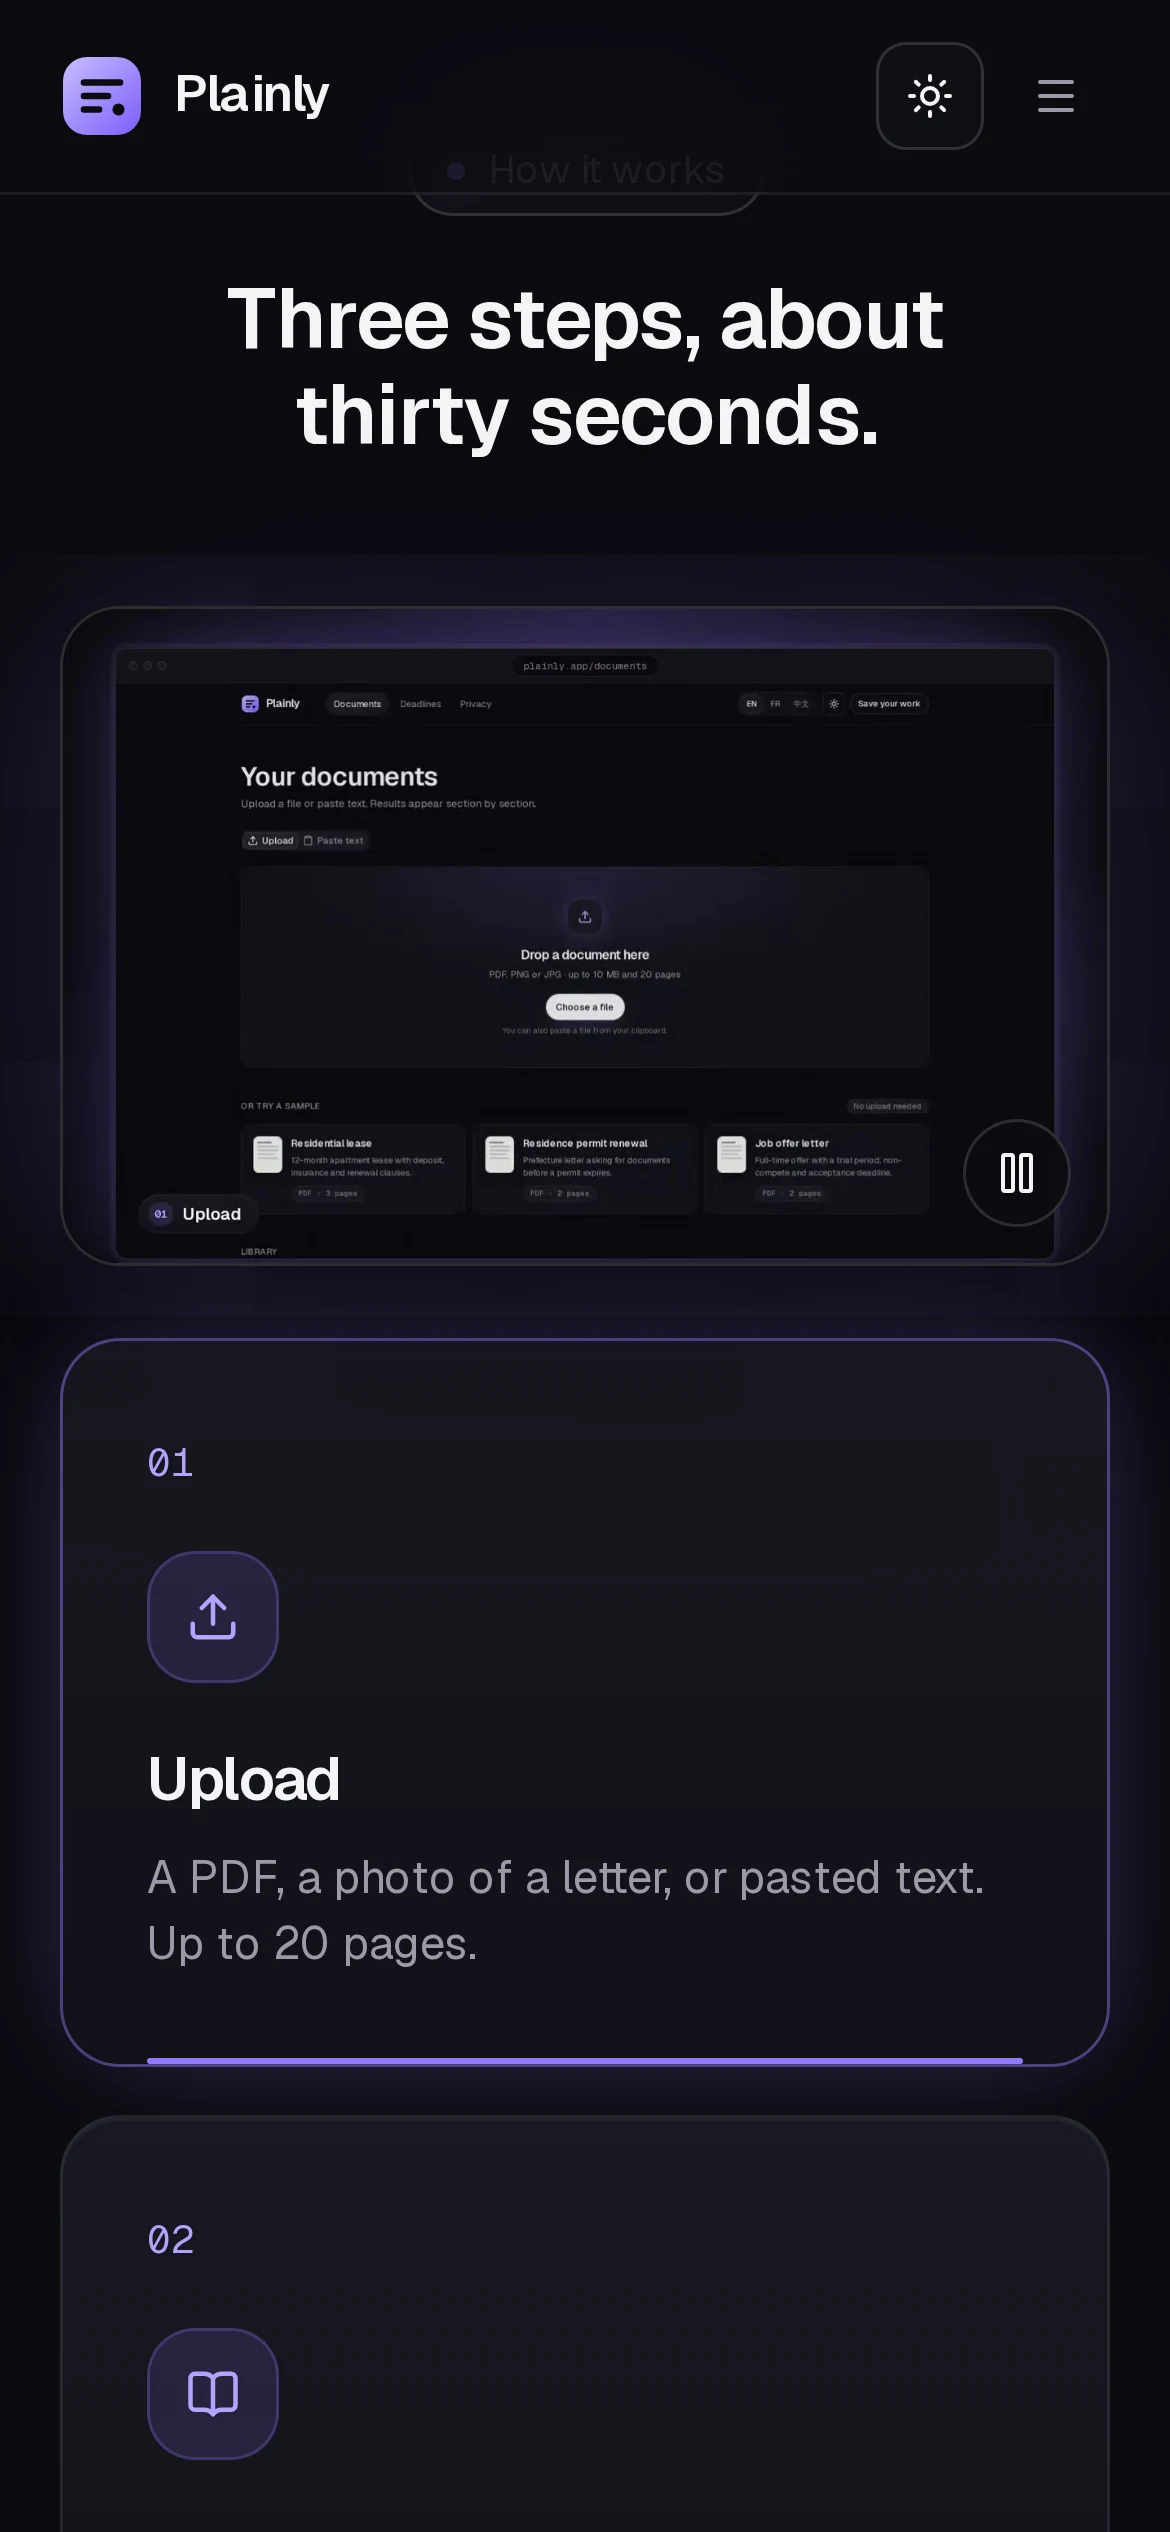 Plainly
How it works
Three steps, about
thirty seconds.
plainly.app/documents
Plainly
Documents
Deadlines
Privacy
EN
FR
中文
Save your work
Your documents
Upload a file or paste text. Results appear section by section.
Upload
Paste text
Drop a document here
PDF, PNG or JPG · up to 10 MB and 20 pages
Choose a file
You can also paste a file from your clipboard.
OR TRY A SAMPLE
No upload needed
Residential lease
12-month apartment lease with deposit,
insurance and renewal clauses.
PDF · 3 pages
Residence permit renewal
Prefecture letter asking for documents
before a permit expires.
PDF · 2 pages
Job offer letter
Full-time offer with a trial period, non-
compete and acceptance deadline.
PDF · 2 pages
01 Upload
LIBRARY
01
Upload
A PDF, a photo of a letter, or pasted text.
Up to 20 pages.
02